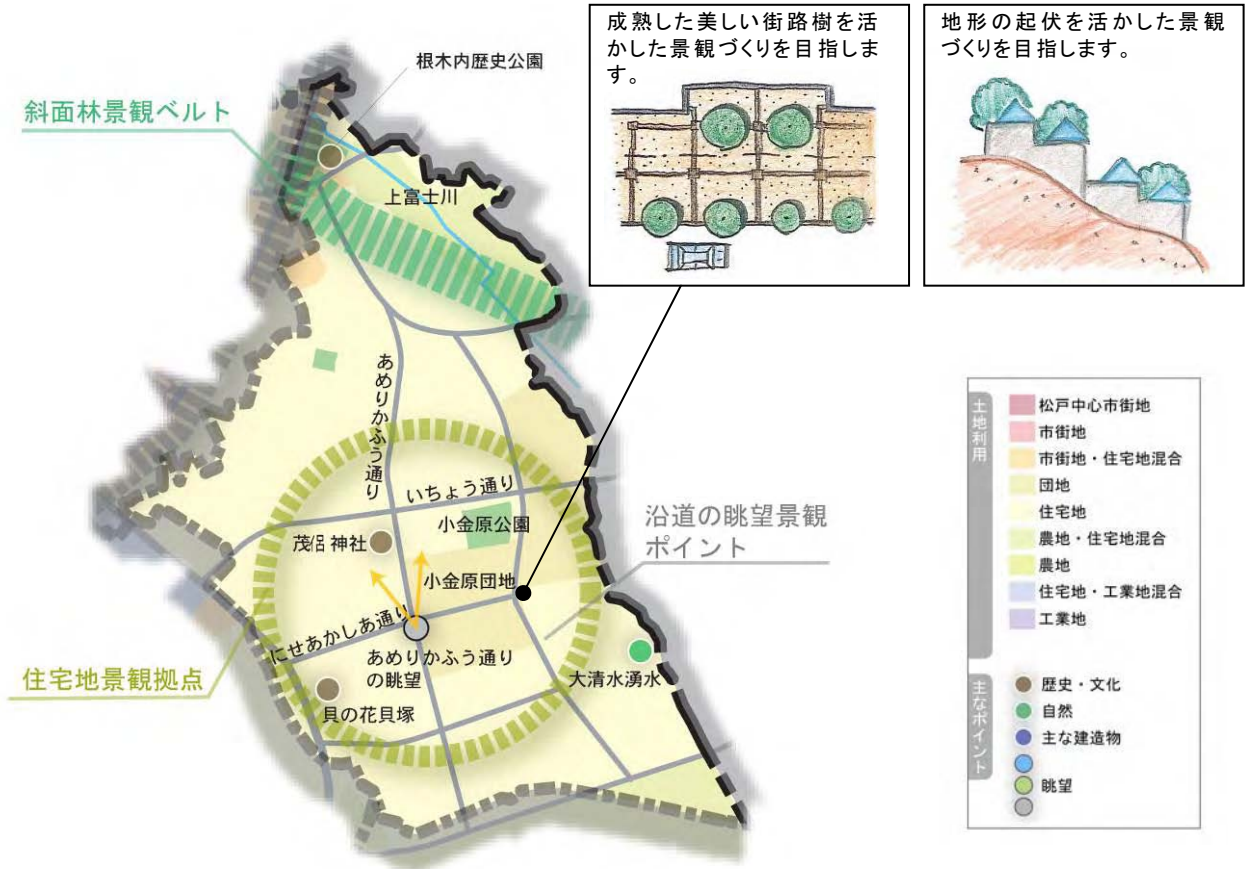 成熟した美しい街路樹を活
かした景観づくりを目指しま
す。
地形の起伏を活かした景観
づくりを目指します。
根木内歴史公園
斜面林景観ベルト
上富士川
あめりかふう通り
いちょう通り
小金原公園
沿道の眺望景観
ポイント
茂侶神社
小金原団地
にせあかしあ通り
あめりかふう通り
の眺望
大清水湧水
住宅地景観拠点
貝の花貝塚
土地利用
松戸中心市街地
市街地
市街地・住宅地混合
団地
住宅地
農地・住宅地混合
農地
住宅地・工業地混合
工業地
主なポイント
歴史・文化
自然
主な建造物
眺望